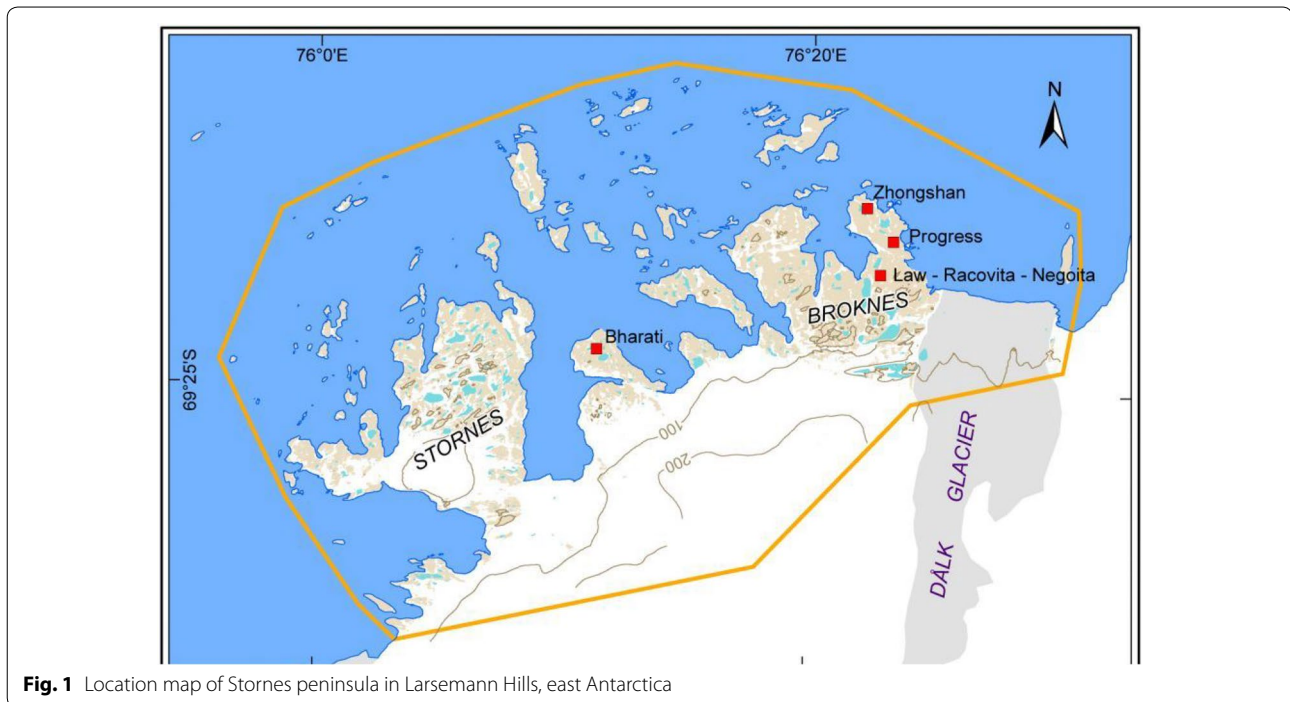 76°0'E
76°20'E
N
Zhongshan
Progress
Law - Racovita - Negoita
BROKNES
Bharati
69°25'S
STORNES
100
200
DÅLK GLACIER
Fig. 1 Location map of Stornes peninsula in Larsemann Hills, east Antarctica